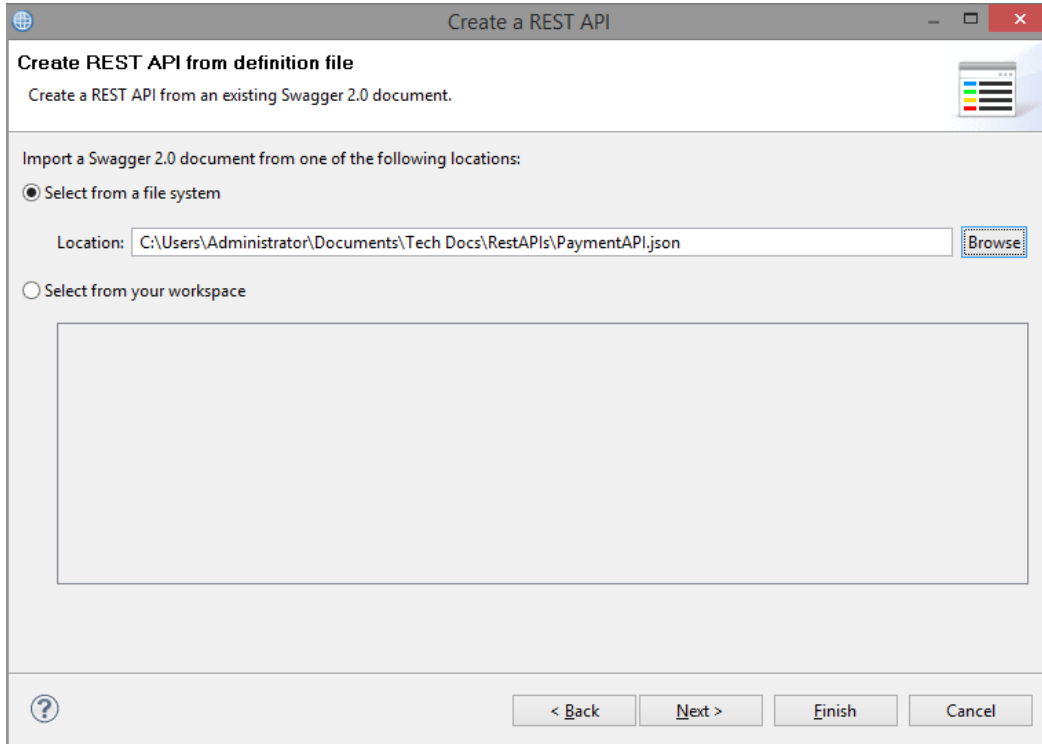 Create a REST API
Create REST API from definition file
Create a REST API from an existing Swagger 2.0 document.
Import a Swagger 2.0 document from one of the following locations:
Select from a file system
Location: C:\Users\Administrator\Documents\Tech Docs\RestAPIs\PaymentAPI.json Browse
Select from your workspace
? < Back Next > Finish Cancel